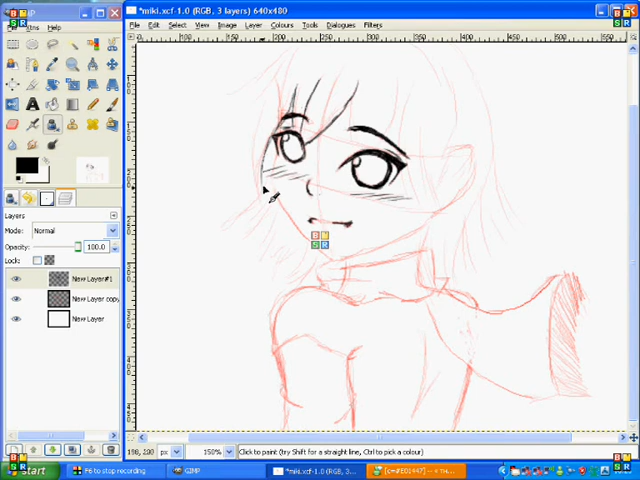 *miki.xcf-1.0 (RGB, 3 layers) 640x480
Xtns Help
File Edit Select View Image Layer Colours Tools Dialogues Filters
Layers
Mode: Normal
Opacity: 100.0
Lock:
New Layer#1
New Layer copy
New Layer
px 150% Click to paint (try Shift for a straight line, Ctrl to pick a colour)
start F6 to stop recording GIMP *miki.xcf-1.0 (RGB, 3...
B M
S R